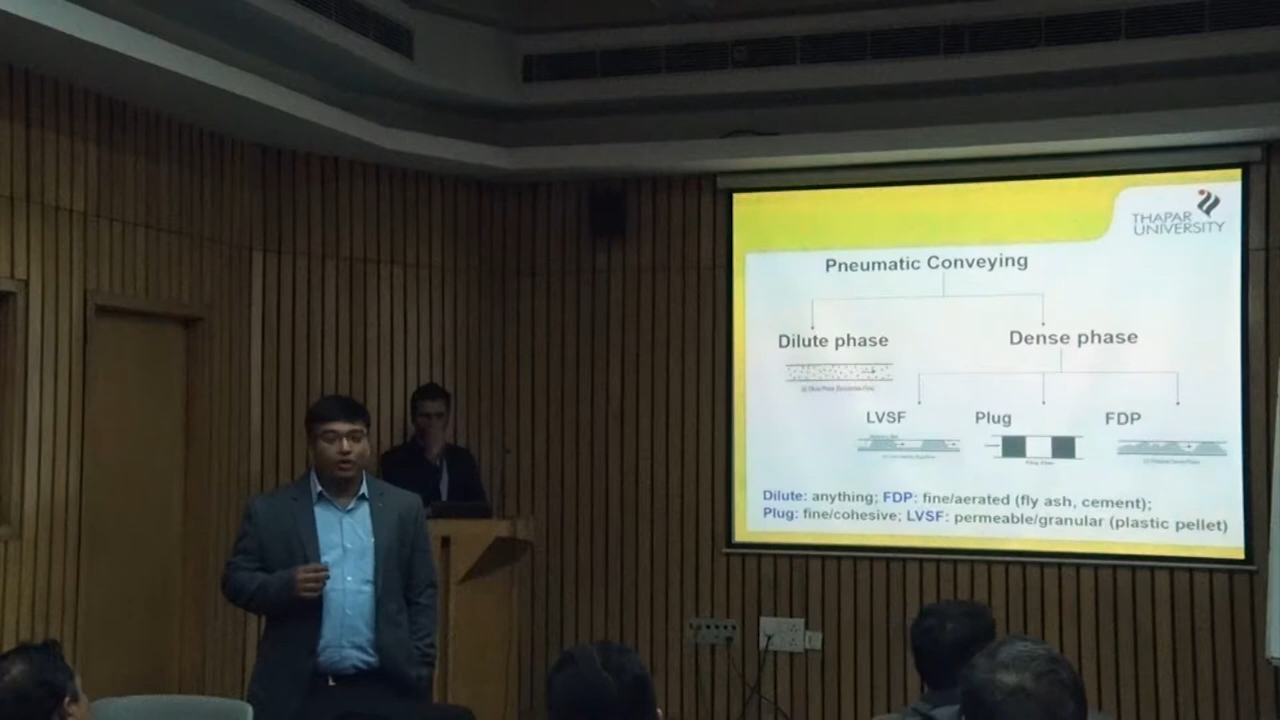 THAPAR
UNIVERSITY
Pneumatic Conveying
Dilute phase
Dense phase
LVSF
Plug
FDP
Dilute: anything; FDP: fine/aerated (fly ash, cement);
Plug: fine/cohesive; LVSF: permeable/granular (plastic pellet)